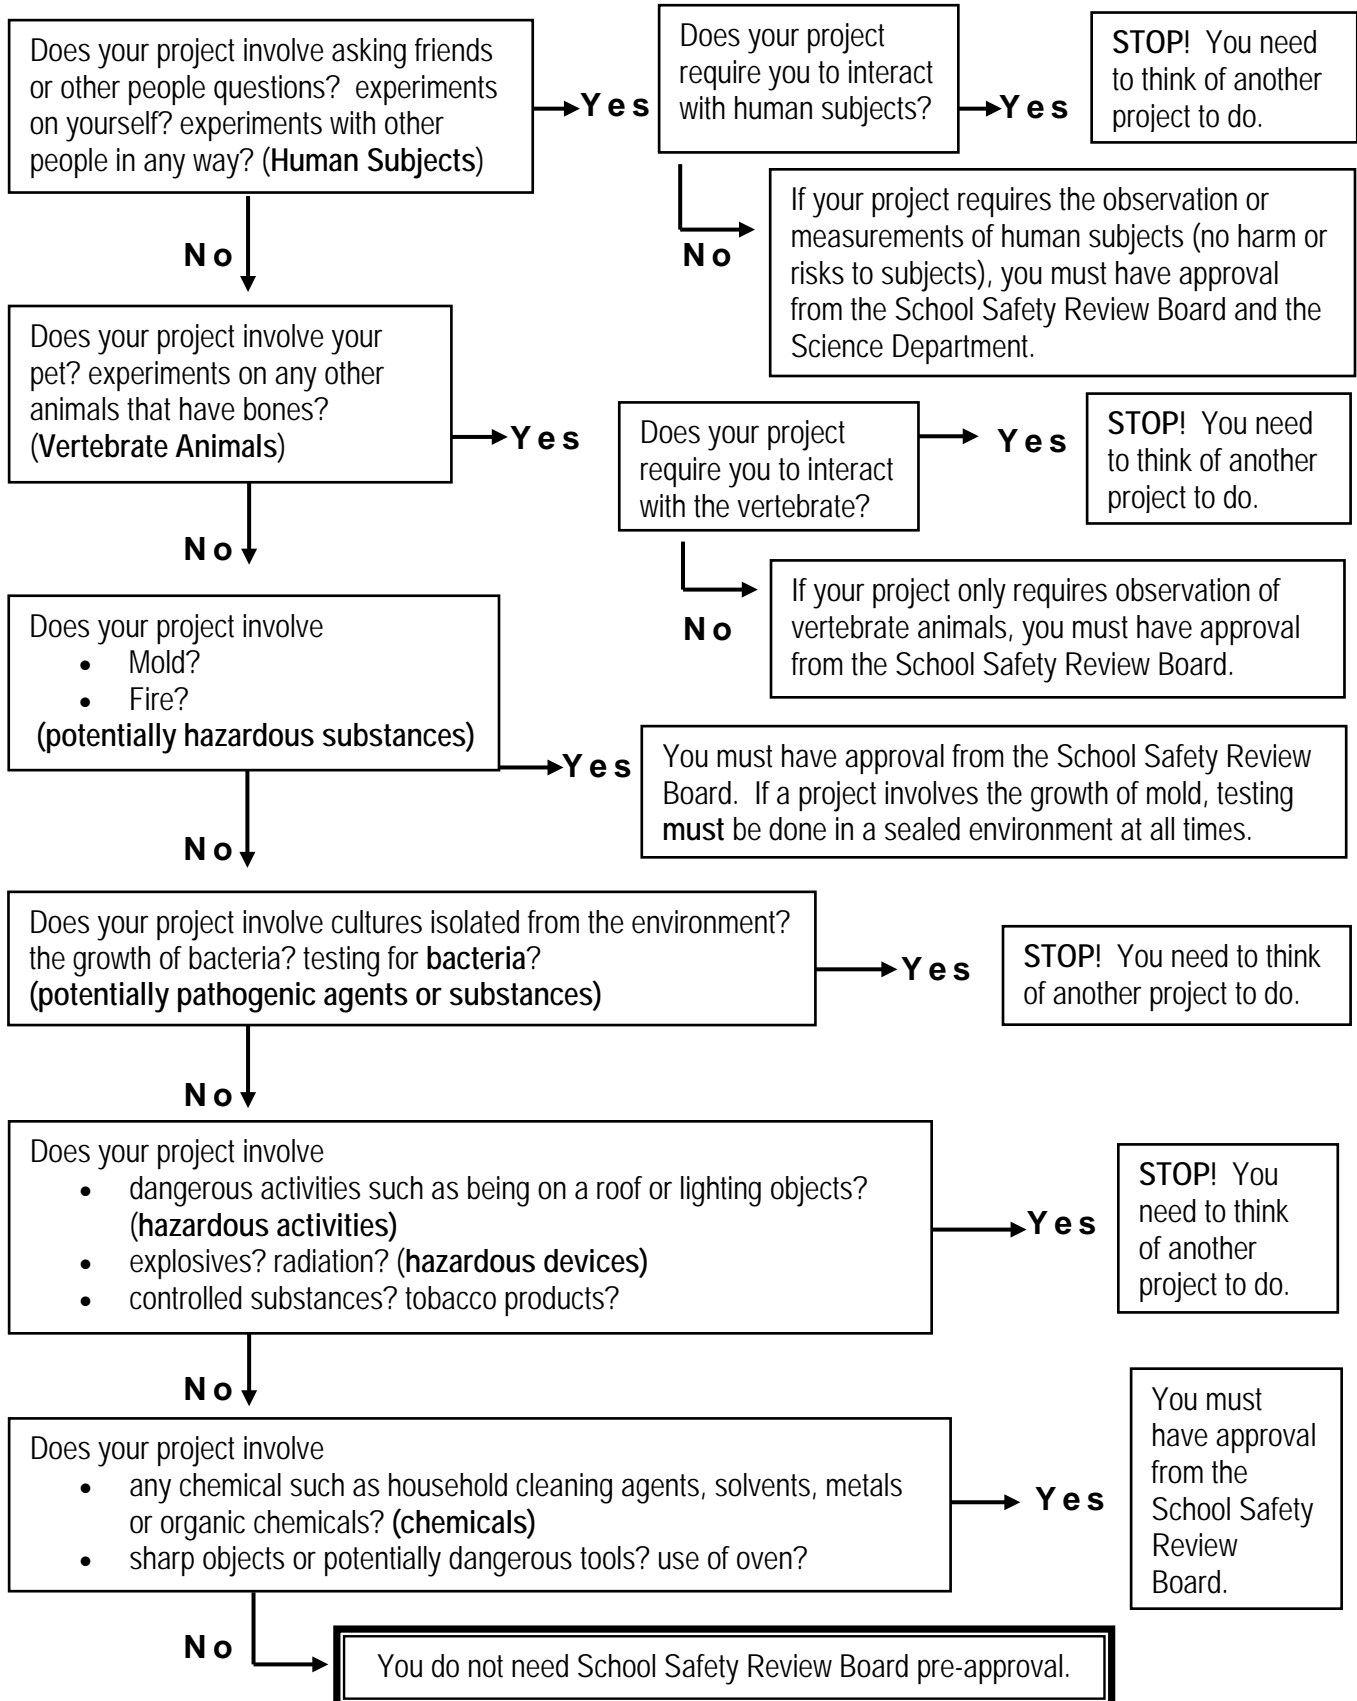 Does your project involve asking friends
or other people questions?  experiments
on yourself? experiments with other
people in any way? (Human Subjects)
Yes
Does your project
require you to interact
with human subjects?
Yes
STOP!  You need
to think of another
project to do.
No
No
If your project requires the observation or
measurements of human subjects (no harm or
risks to subjects), you must have approval
from the School Safety Review Board and the
Science Department.
Does your project involve your
pet? experiments on any other
animals that have bones?
(Vertebrate Animals)
Yes
Does your project
require you to interact
with the vertebrate?
Yes
STOP!  You need
to think of another
project to do.
No
No
If your project only requires observation of
vertebrate animals, you must have approval
from the School Safety Review Board.
Does your project involve
• Mold?
• Fire?
(potentially hazardous substances)
Yes
You must have approval from the School Safety Review
Board.  If a project involves the growth of mold, testing
must be done in a sealed environment at all times.
No
Does your project involve cultures isolated from the environment?
the growth of bacteria? testing for bacteria?
(potentially pathogenic agents or substances)
Yes
STOP!  You need to think
of another project to do.
No
Does your project involve
• dangerous activities such as being on a roof or lighting objects?
(hazardous activities)
• explosives? radiation? (hazardous devices)
• controlled substances? tobacco products?
Yes
STOP!  You
need to think
of another
project to do.
No
Does your project involve
• any chemical such as household cleaning agents, solvents, metals
or organic chemicals? (chemicals)
• sharp objects or potentially dangerous tools? use of oven?
Yes
You must
have approval
from the
School Safety
Review
Board.
No
You do not need School Safety Review Board pre-approval.